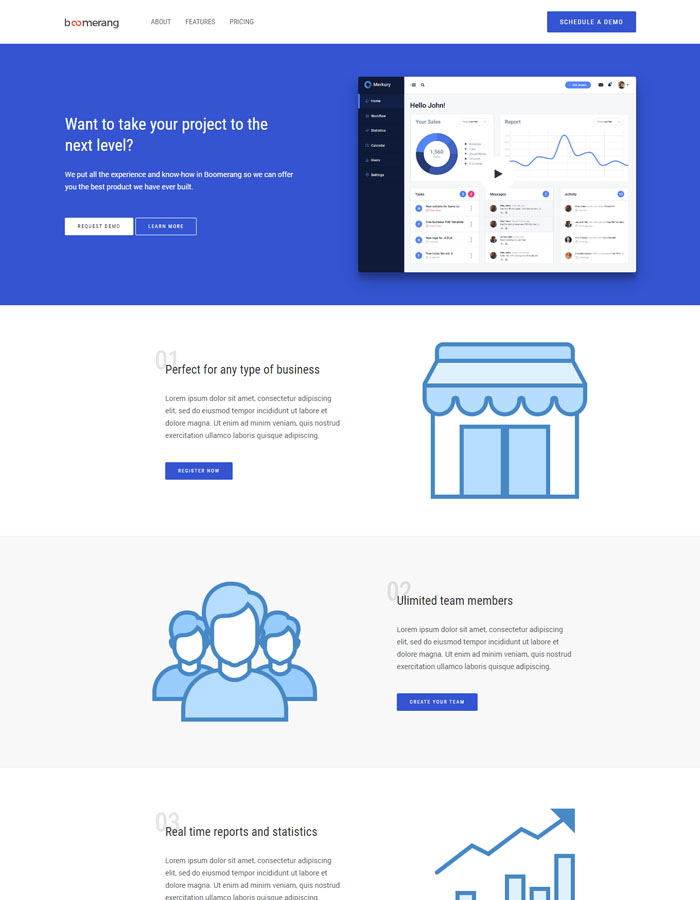 boomerang
ABOUT FEATURES PRICING
SCHEDULE A DEMO
Want to take your project to the
next level?
We put all the experience and know-how in Boomerang so we can offer
you the best product we have ever built.
REQUEST DEMO
LEARN MORE
Merkury
Home
Workflow
Statistics
Calendar
Users
Settings
Hello John!
Your Sales
1,560
Report
Tasks
Messages
Activity
01
Perfect for any type of business
Lorem ipsum dolor sit amet, consectetur adipiscing
elit, sed do eiusmod tempor incididunt ut labore et
dolore magna. Ut enim ad minim veniam, quis nostrud
exercitation ullamco laboris quisque adipiscing.
REGISTER NOW
02
Ulimited team members
Lorem ipsum dolor sit amet, consectetur adipiscing
elit, sed do eiusmod tempor incididunt ut labore et
dolore magna. Ut enim ad minim veniam, quis nostrud
exercitation ullamco laboris quisque adipiscing.
CREATE YOUR TEAM
03
Real time reports and statistics
Lorem ipsum dolor sit amet, consectetur adipiscing
elit, sed do eiusmod tempor incididunt ut labore et
dolore magna. Ut enim ad minim veniam, quis nostrud
exercitation ullamco laboris quisque adipiscing.